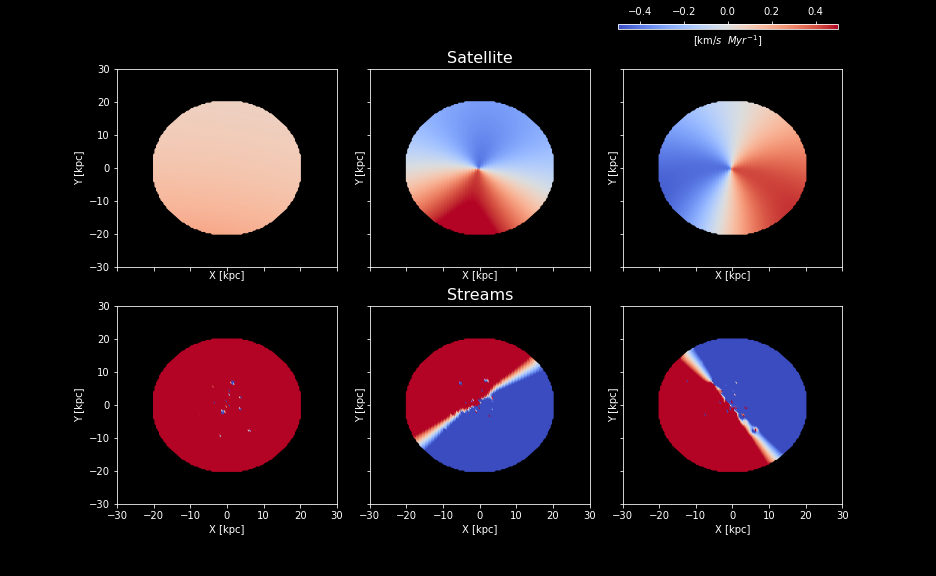 −0.4 −0.2 0.0 0.2 0.4
[km/s Myr⁻¹]
Satellite
30
20
10
0
−10
−20
−30
Y [kpc]
Y [kpc]
Y [kpc]
X [kpc] X [kpc] X [kpc]
Streams
30
20
10
0
−10
−20
−30
Y [kpc]
Y [kpc]
Y [kpc]
−30 −20 −10 0 10 20 30 −30 −20 −10 0 10 20 30 −30 −20 −10 0 10 20 30
X [kpc] X [kpc] X [kpc]